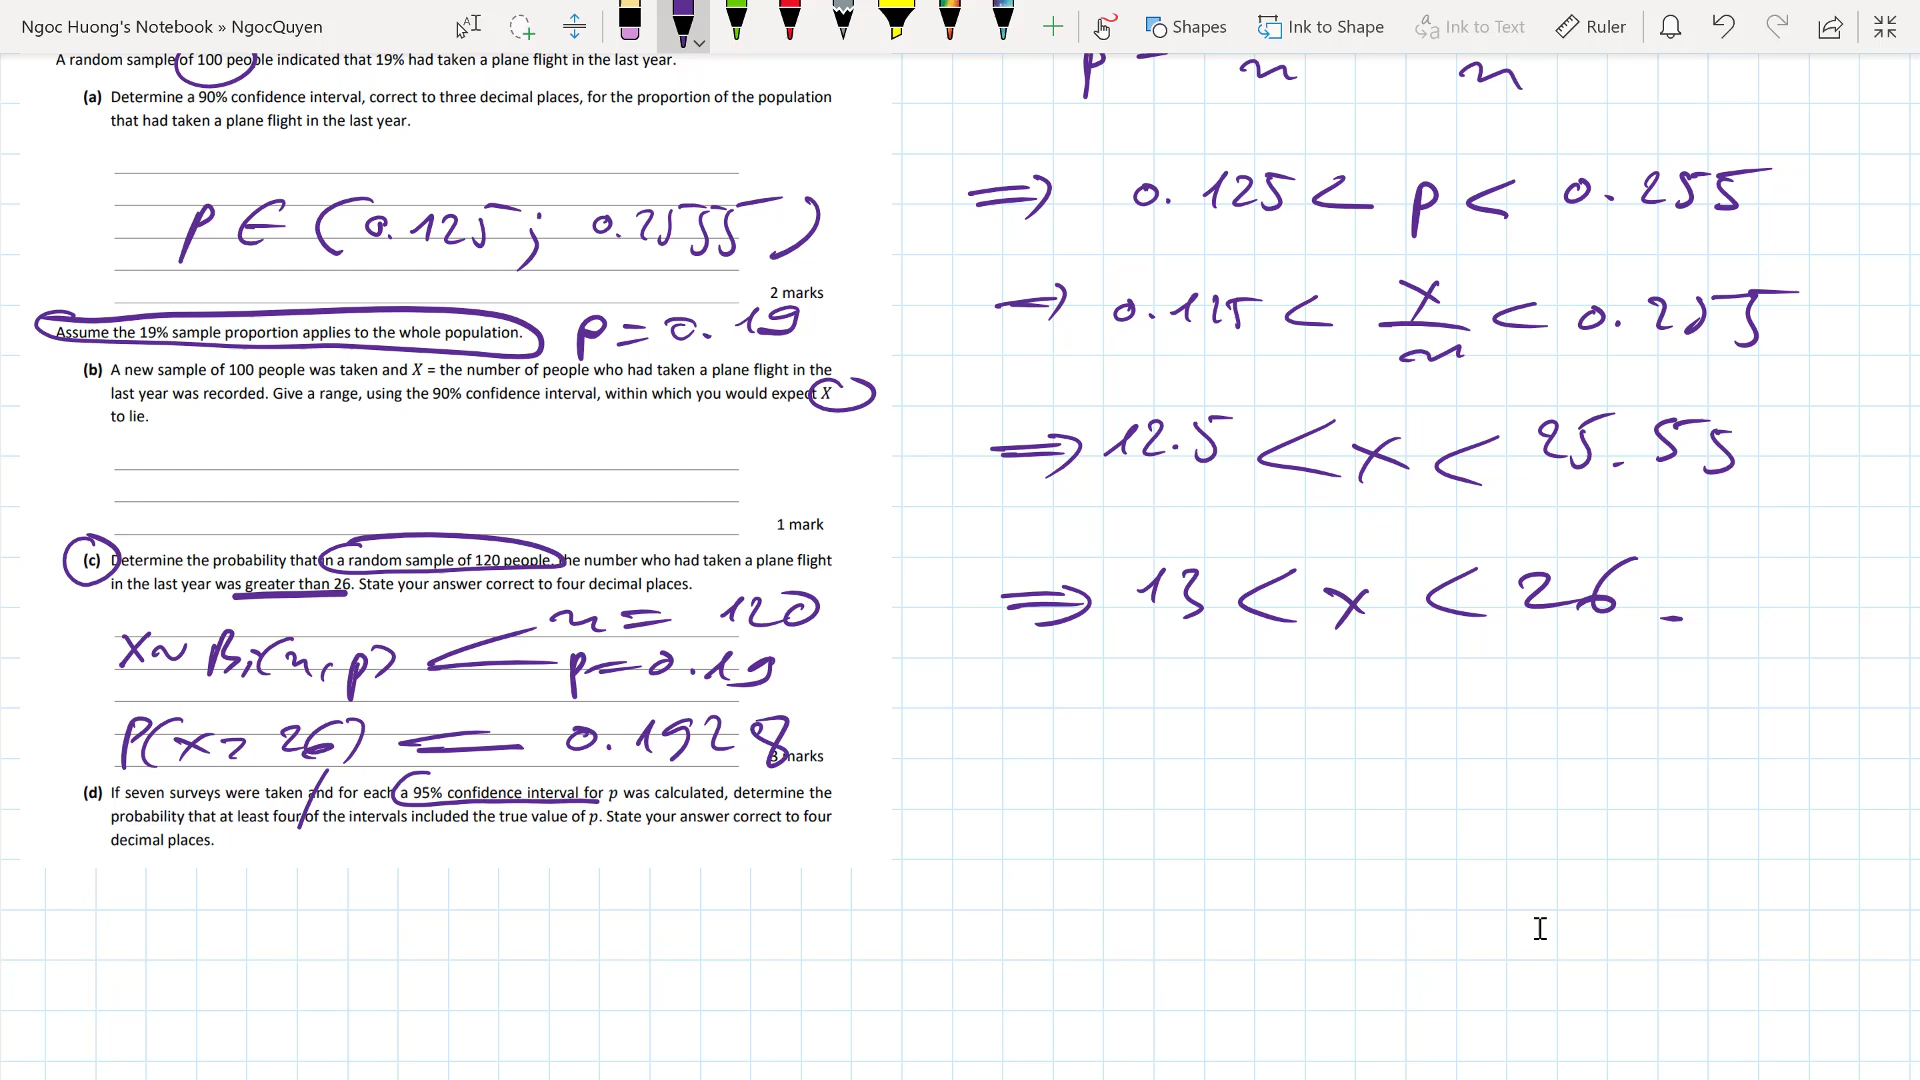 Ngoc Huong's Notebook » NgocQuyen
Shapes
Ink to Shape
Ink to Text
Ruler
A random sample of 100 people indicated that 19% had taken a plane flight in the last year.
(a) Determine a 90% confidence interval, correct to three decimal places, for the proportion of the population
that had taken a plane flight in the last year.
p ∈ (0.125 ; 0.2555)
2 marks
Assume the 19% sample proportion applies to the whole population.
p = 0.19
(b) A new sample of 100 people was taken and X = the number of people who had taken a plane flight in the
last year was recorded. Give a range, using the 90% confidence interval, within which you would expect X
to lie.
1 mark
(c) Determine the probability that in a random sample of 120 people, the number who had taken a plane flight
in the last year was greater than 26. State your answer correct to four decimal places.
n = 120
X ~ Bi(n, p)
p = 0.19
P(X > 26) = 0.1928
3 marks
(d) If seven surveys were taken and for each a 95% confidence interval for p was calculated, determine the
probability that at least four of the intervals included the true value of p. State your answer correct to four
decimal places.
n n
⇒ 0.125 < p < 0.255
⇒ 0.125 < x/n < 0.255
⇒ 12.5 < x < 25.55
⇒ 13 < x < 26.